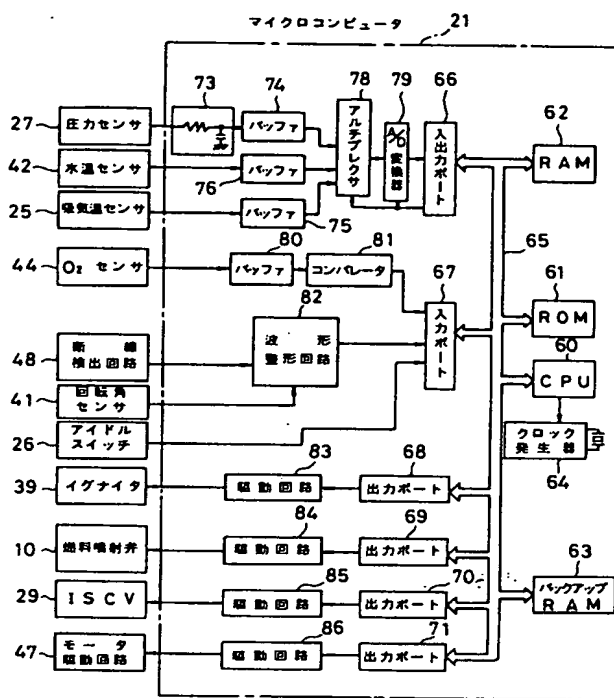 マイクロコンピュータ 21
73
74
78
79
66
62
27 圧力センサ
バッファ
アルチプレクサ
A/D 変換器
入出力ポート
RAM
42 水温センサ
76
バッファ
25 吸気温センサ
バッファ
75
65
44 O2 センサ
80
バッファ
81
コンパレータ
67
入力ポート
61
ROM
82
波形
整形回路
60
CPU
48 断線
検出回路
41 回転角
センサ
26 アイドル
スイッチ
クロック
発生器
64
39 イグナイタ
83
駆動回路
68
出力ポート
10 燃料噴射弁
84
駆動回路
69
出力ポート
63
バックアップ
RAM
29 ISCV
85
駆動回路
70
出力ポート
47 モータ
駆動回路
86
駆動回路
71
出力ポート